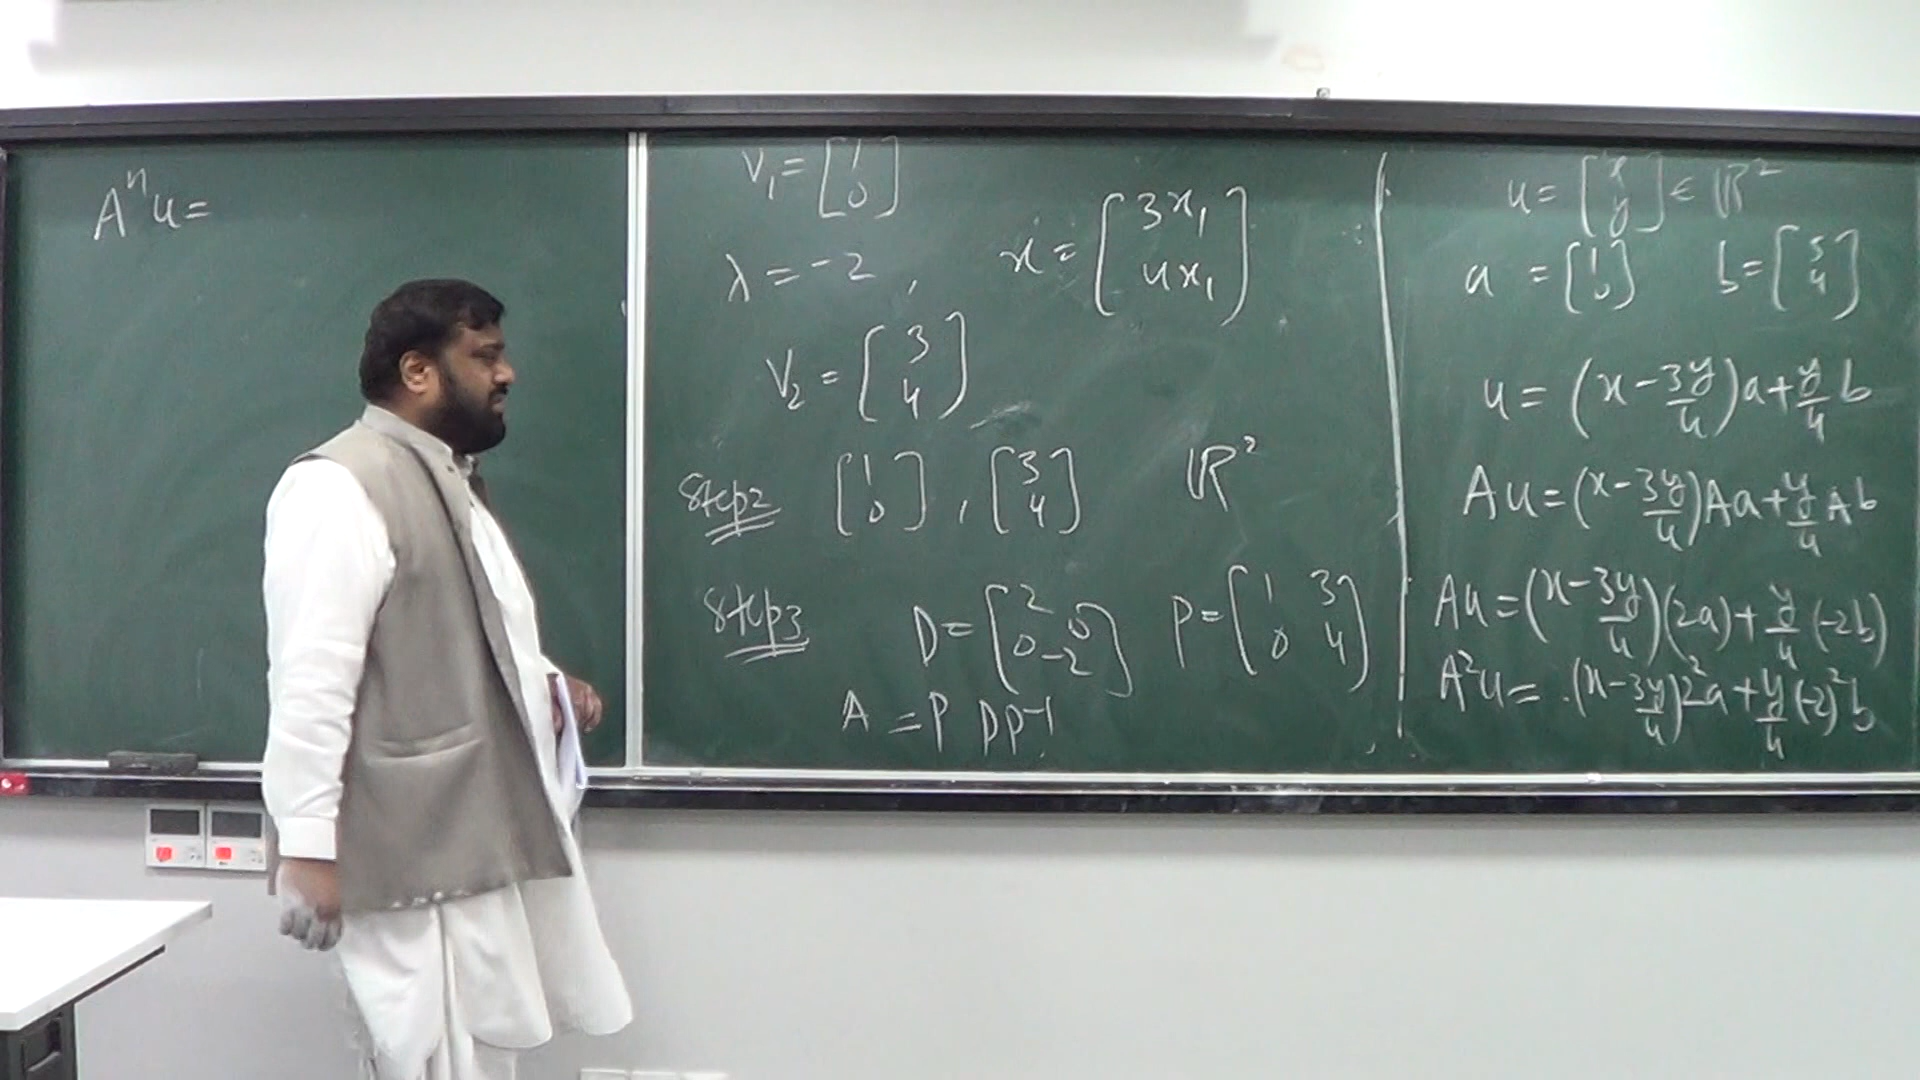 Aⁿu =
V₁ = [1 0]
λ = -2 , x = [3x₁ 4x₁]
V₂ = [3 4]
Step2 [1 0] , [3 4] ℝ²
Step3 D = [2 0 0 -2] P = [1 3 0 4]
A = P D P⁻¹
u = [x y] ∈ ℝ²
a = [1 0] b = [3 4]
u = (x - 3y/4)a + y/4 b
Au = (x - 3y/4)Aa + y/4 Ab
Au = (x - 3y/4)(2a) + y/4 (-2b)
A²u = (x - 3y/4)2²a + y/4 (-2)²b